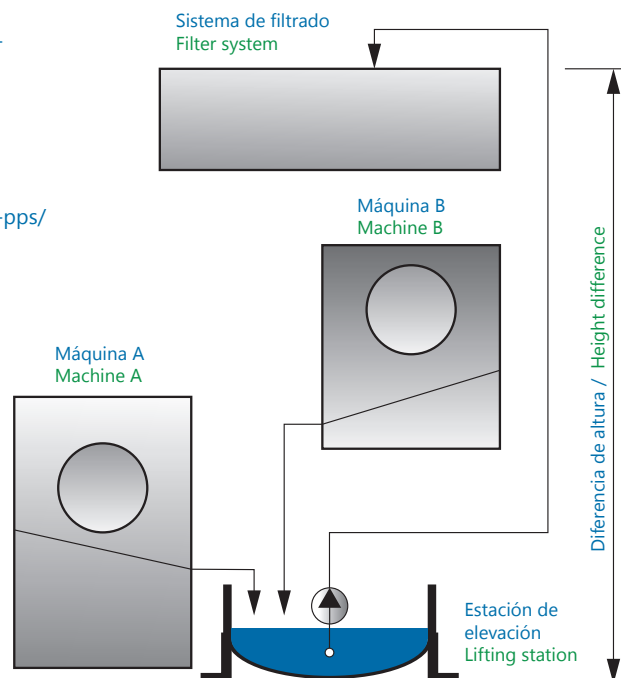 Sistema de filtrado
Filter system
-pps/
Máquina B
Machine B
Máquina A
Machine A
Diferencia de altura / Height difference
Estación de
elevación
Lifting station